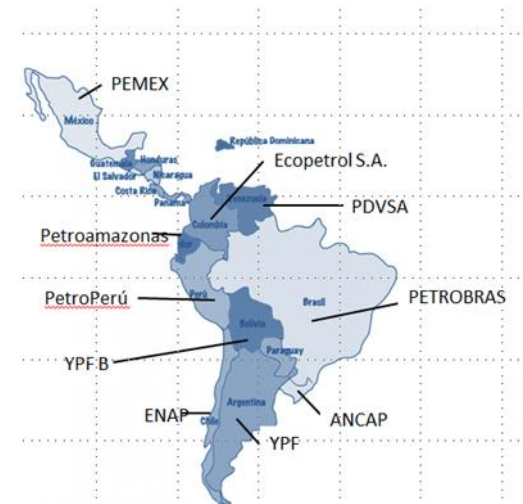 PEMEX
México
República Dominicana
Guatemala
Honduras
El Salvador
Nicaragua
Costa Rica
Panamá
Ecopetrol S.A.
Venezuela
PDVSA
Colombia
Petroamazonas
dor
PetroPerú
Perú
Brasil
PETROBRAS
Bolivia
YPF B
Paraguay
ENAP
Chile
Argentina
ANCAP
YPF